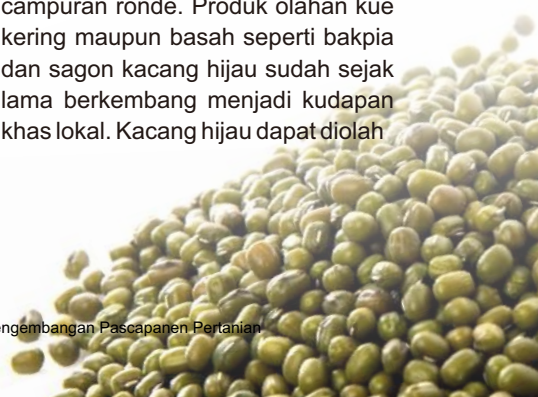 campuran ronde. Produk olahan kue
kering maupun basah seperti bakpia
dan sagon kacang hijau sudah sejak
lama berkembang menjadi kudapan
khas lokal. Kacang hijau dapat diolah
engembangan Pascapanen Pertanian